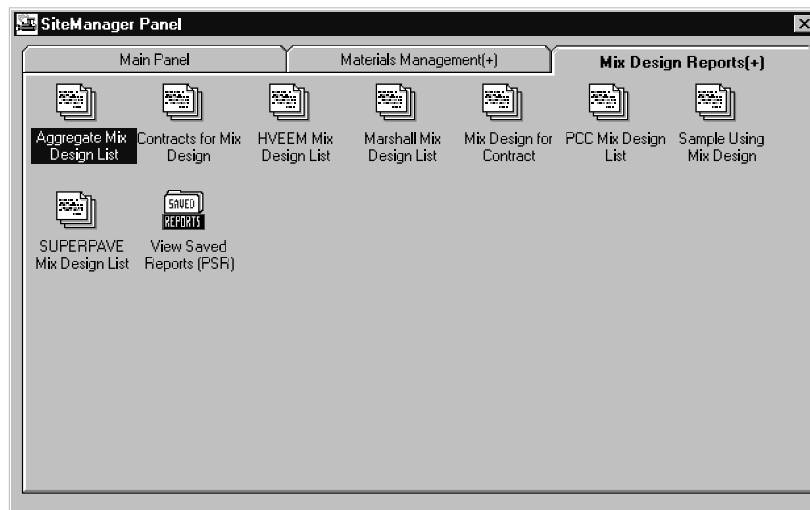 SiteManager Panel
Main Panel
Materials Management(+)
Mix Design Reports(+)
Aggregate Mix
Design List
Contracts for Mix
Design
HVEEM Mix
Design List
Marshall Mix
Design List
Mix Design for
Contract
PCC Mix Design
List
Sample Using
Mix Design
SUPERPAVE
Mix Design List
SAVED
REPORTS
View Saved
Reports (PSR)